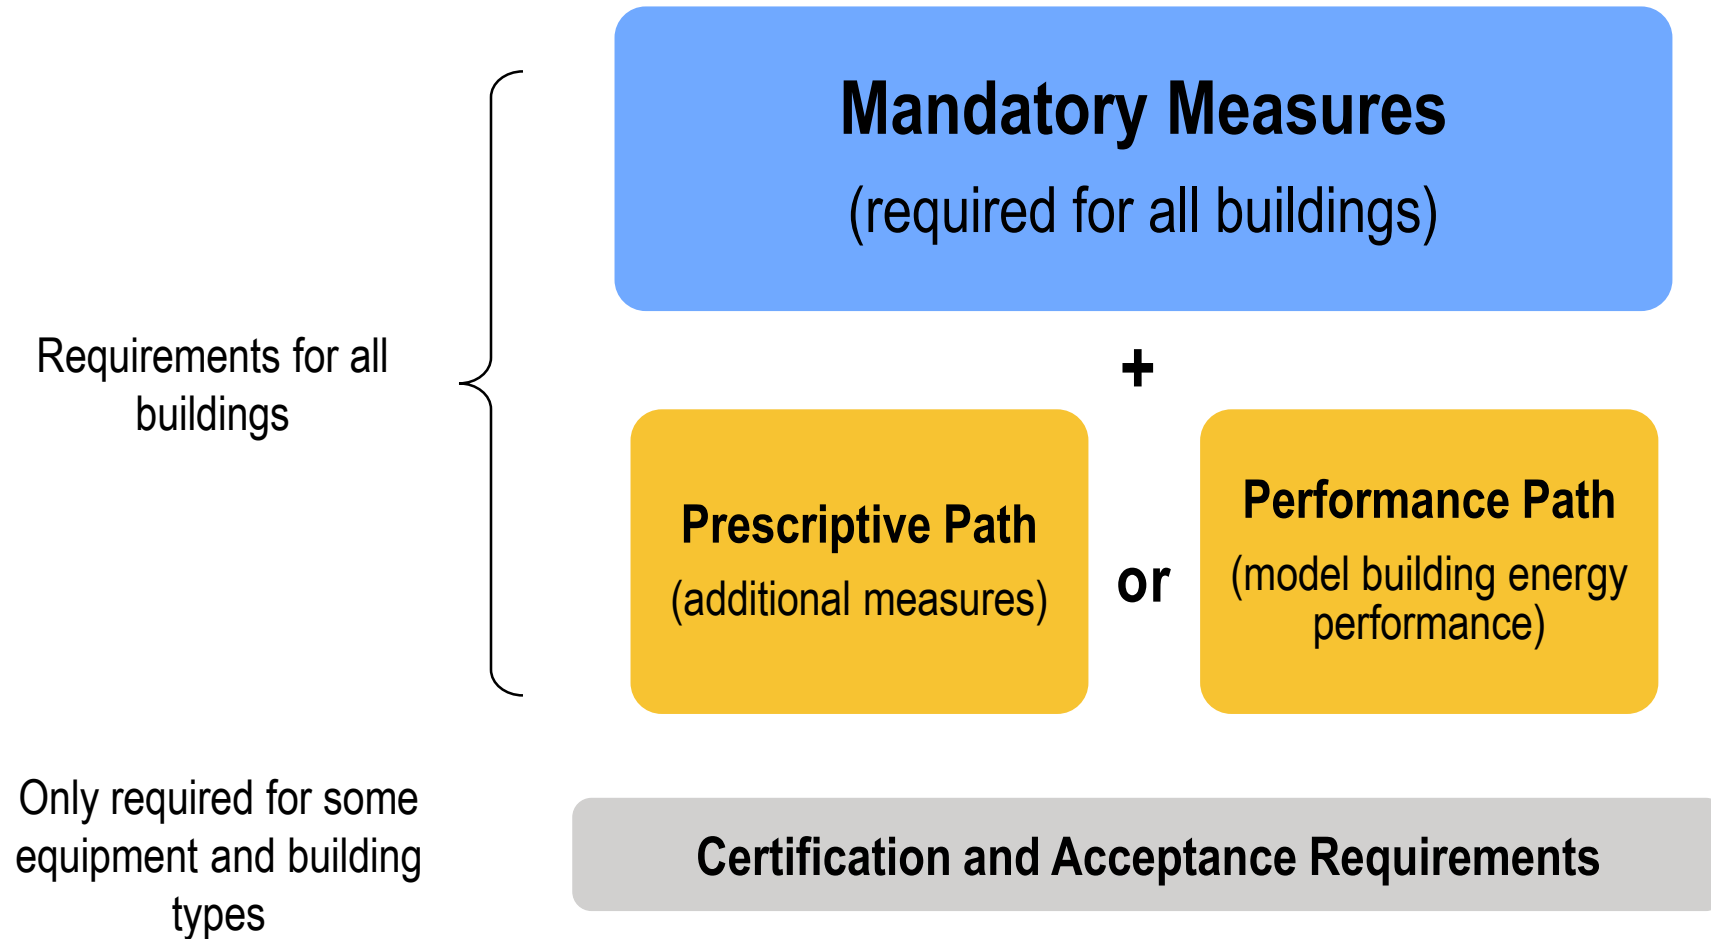 Mandatory Measures
(required for all buildings)
Requirements for all
buildings
+
Prescriptive Path
(additional measures)
or
Performance Path
(model building energy
performance)
Only required for some
equipment and building
types
Certification and Acceptance Requirements